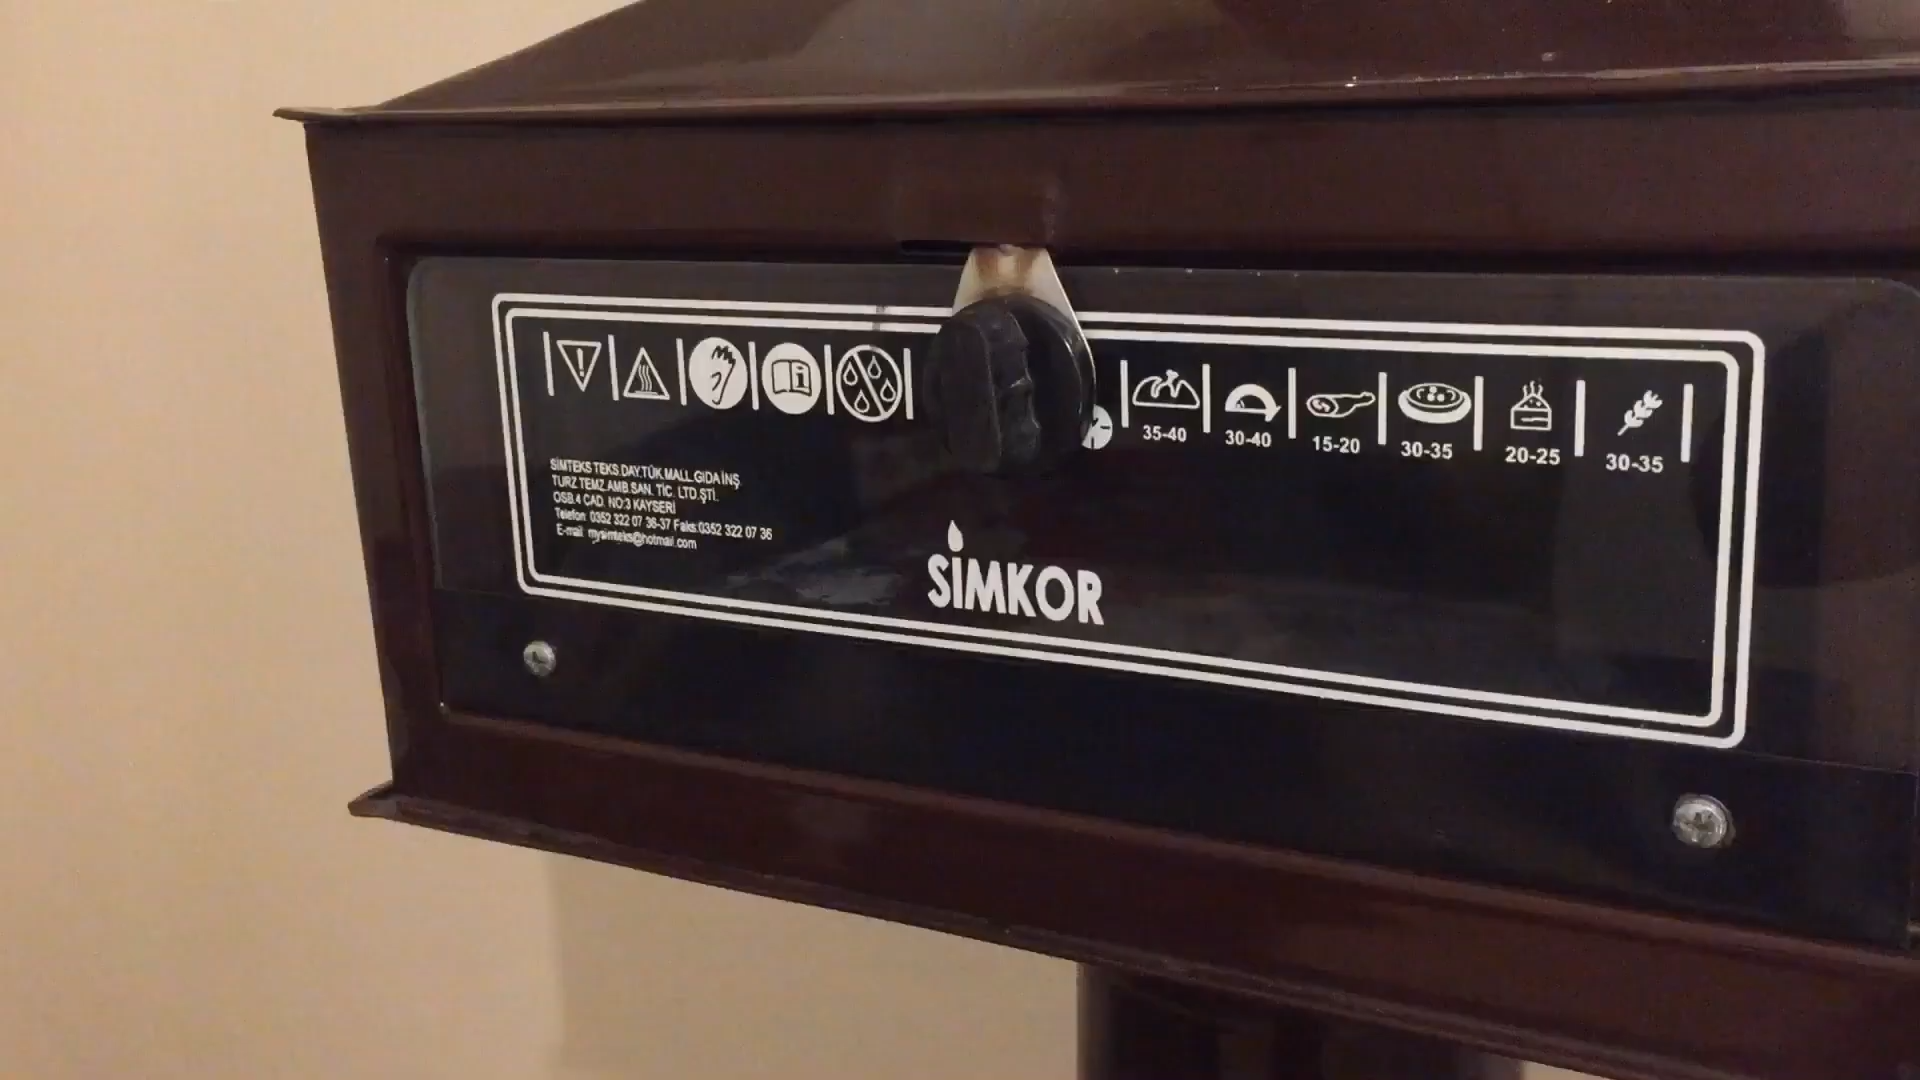 35-40
30-40
15-20
30-35
20-25
30-35
SİMTEKS TEKS.DAY.TÜK.MALL.GIDA İNŞ
TURZ.TEMZ.AMB.SAN. TİC. LTD.ŞTİ.
OSB.4 CAD. NO:3 KAYSERİ
Telefon: 0352 322 07 36-37 Faks:0352 322 07 36
E-mail: mysimteks@hotmail.com
SİMKOR